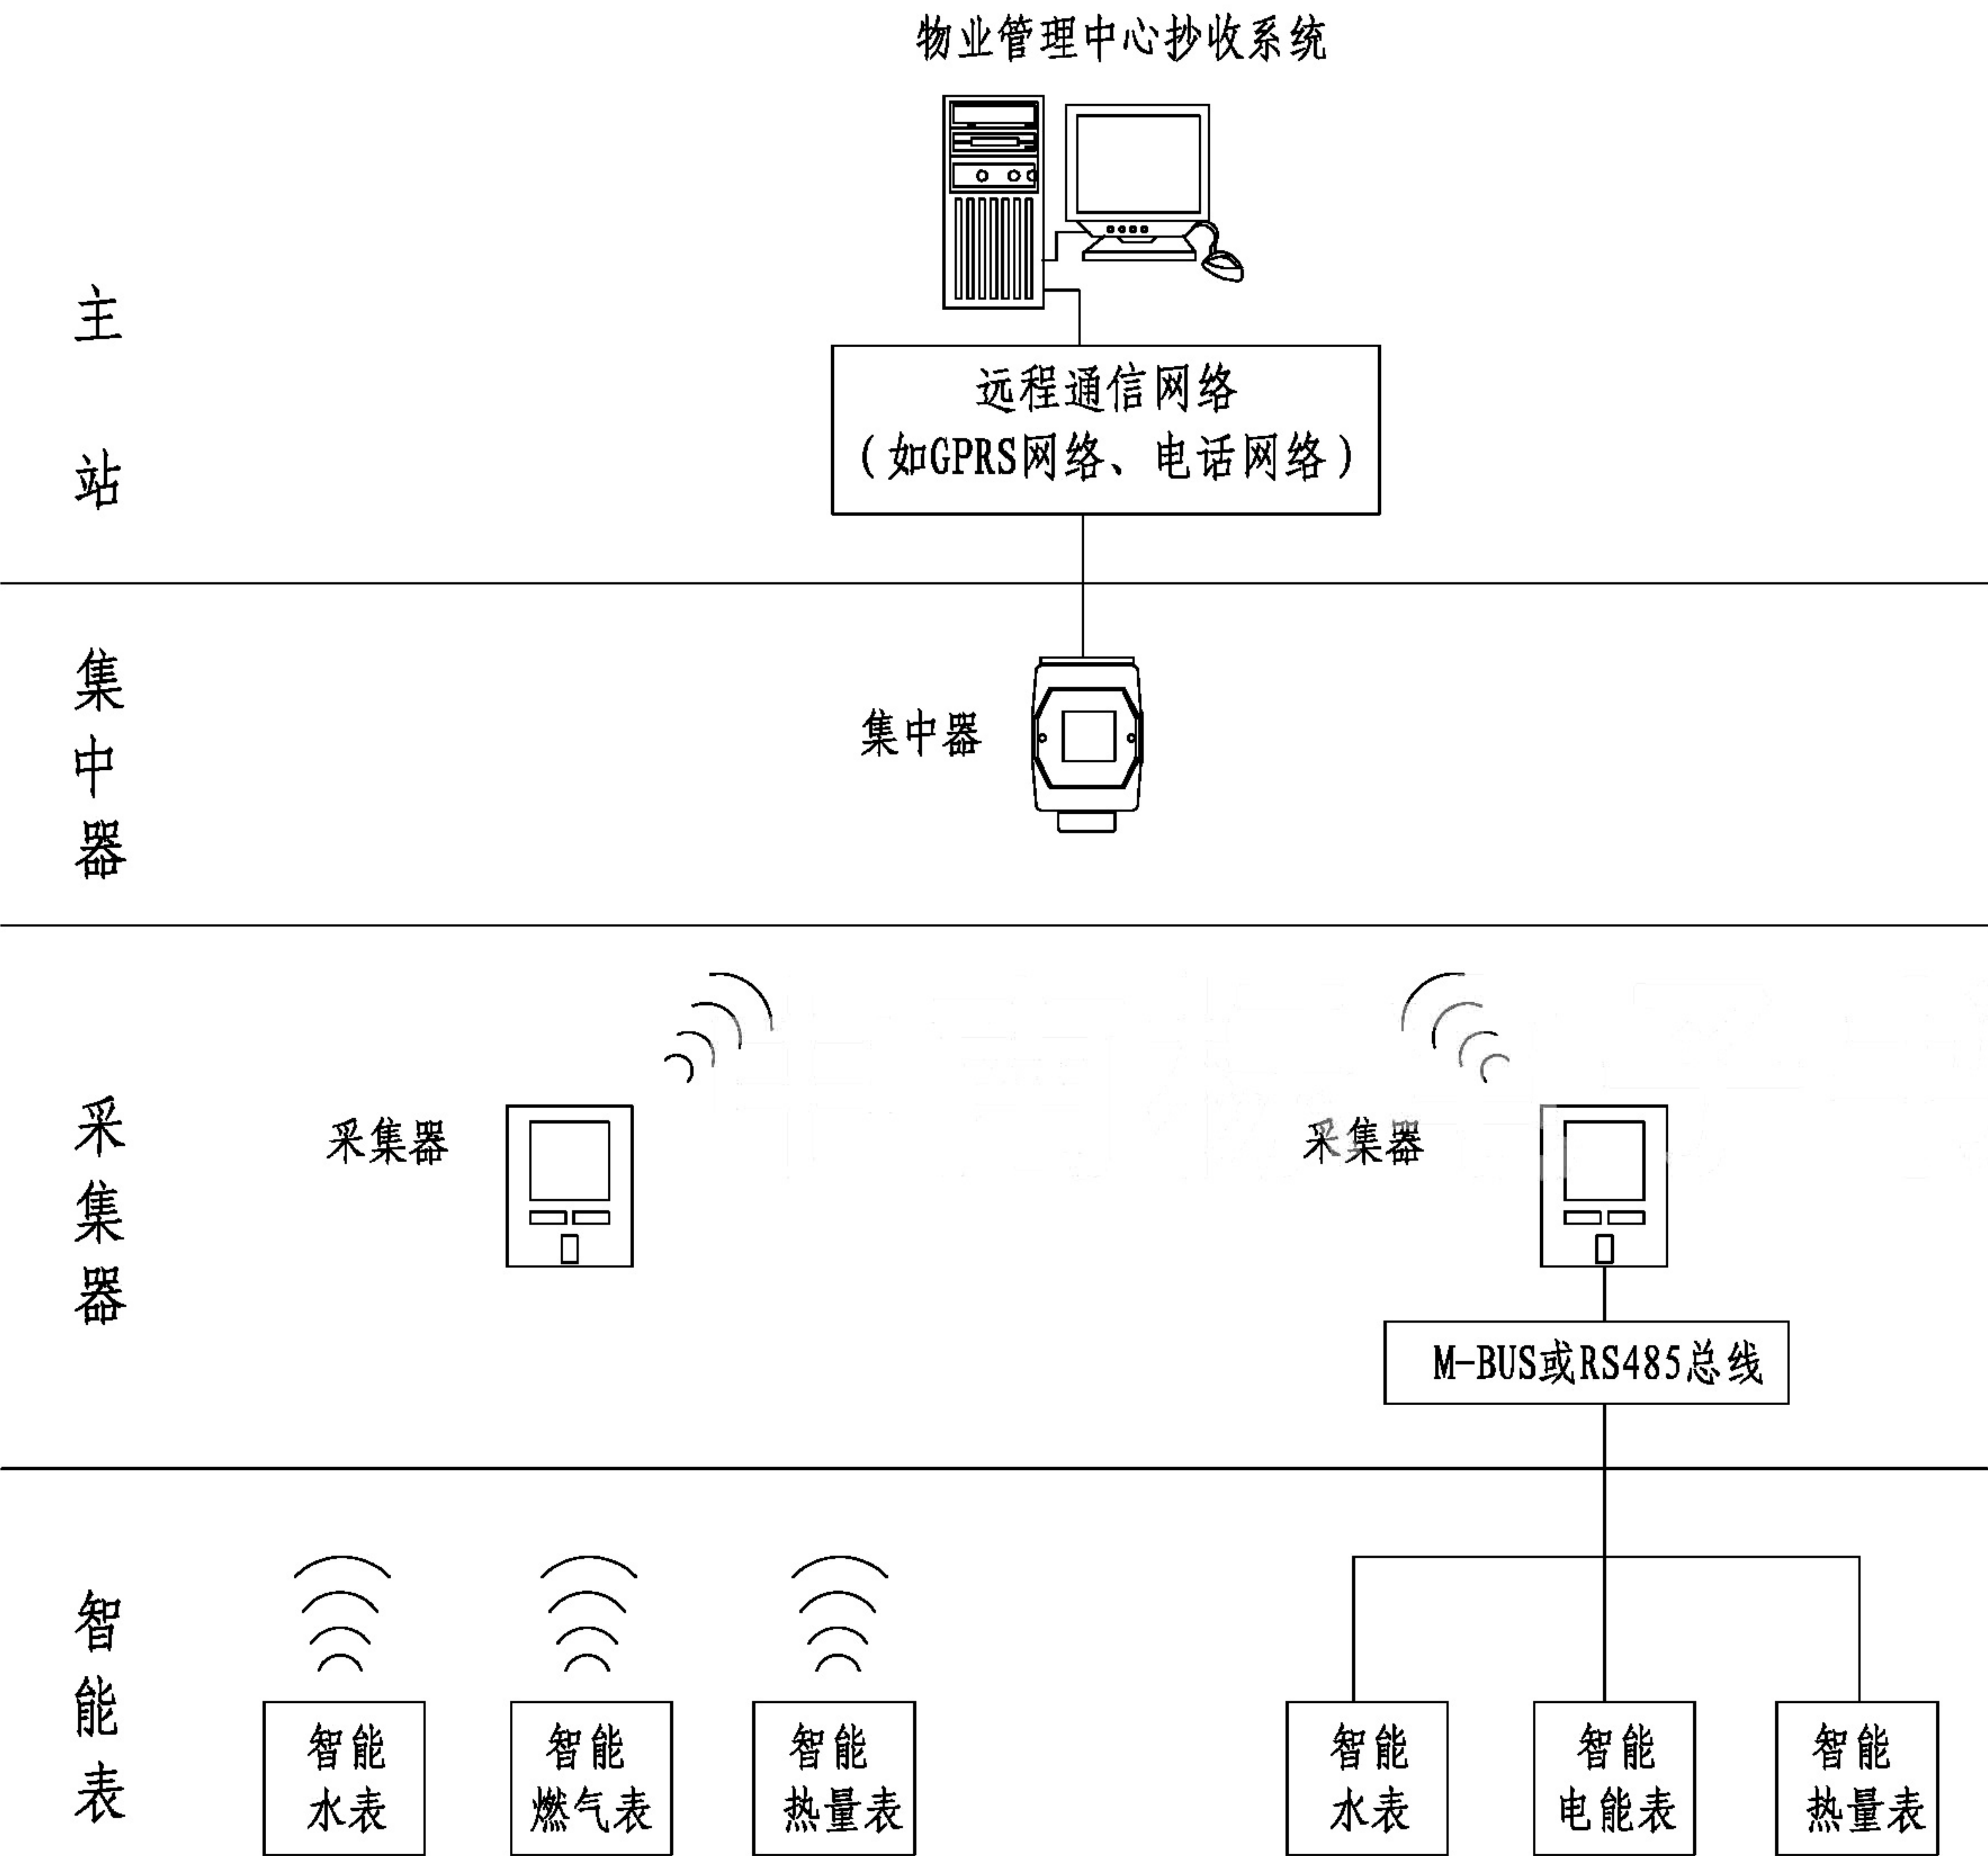 物业管理中心抄收系统
主站
远程通信网络
（如GPRS网络、电话网络）
集中器
集中器
采集器
采集器
采集器
M-BUS或RS485总线
智能表
智能
水表
智能
燃气表
智能
热量表
智能
水表
智能
电能表
智能
热量表